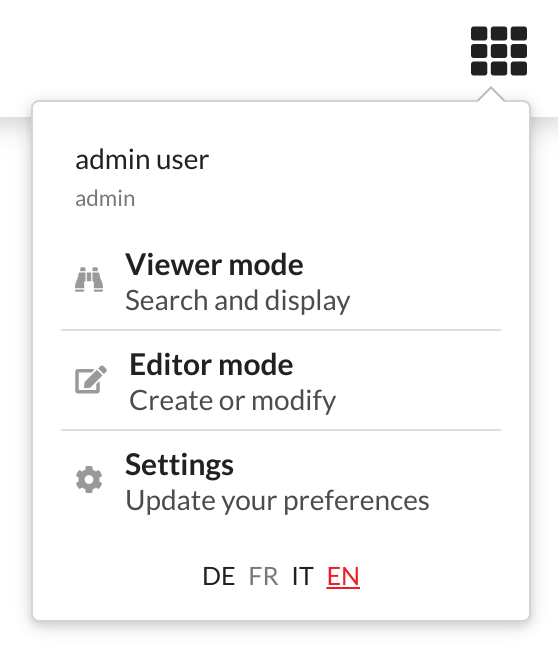 admin user
admin
Viewer mode
Search and display
Editor mode
Create or modify
Settings
Update your preferences
DE FR IT EN